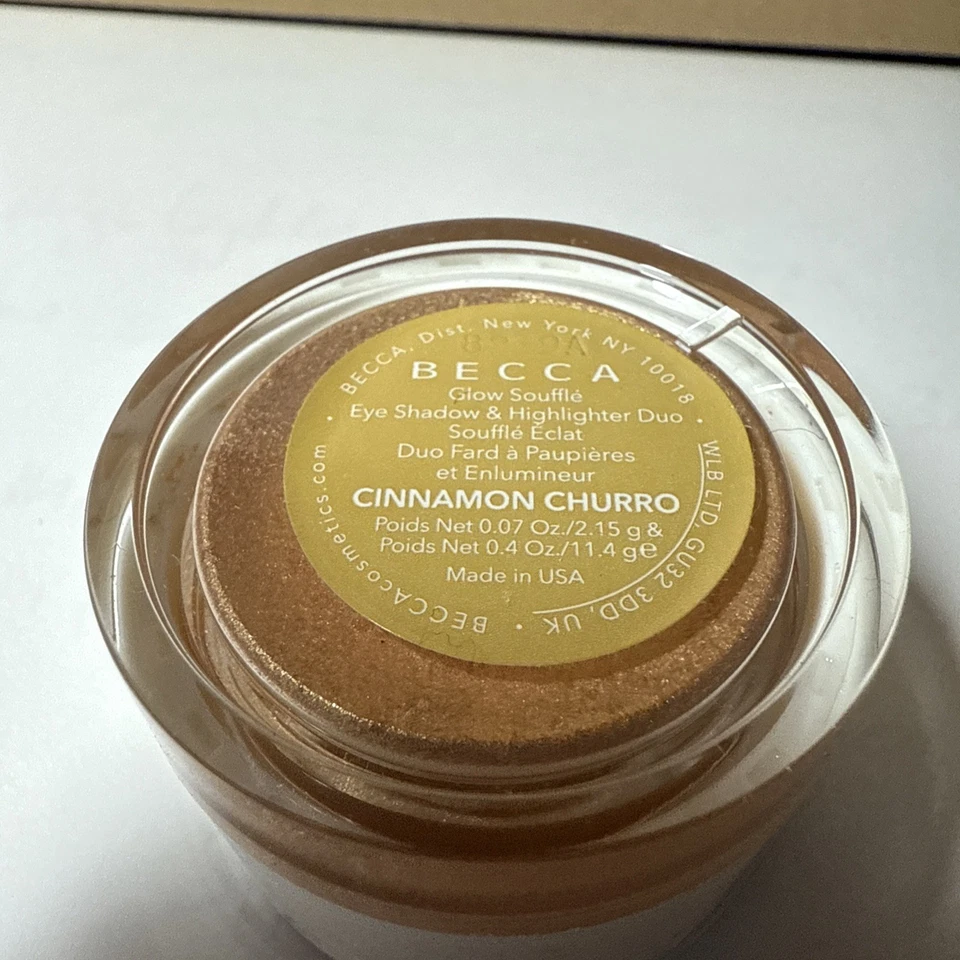 BECCA, Dist. New York NY 10018 •
BECCA
Glow Soufflé
Eye Shadow & Highlighter Duo
Soufflé Éclat
Duo Fard à Paupières
et Enlumineur
CINNAMON CHURRO
Poids Net 0.07 Oz./2.15 g &
Poids Net 0.4 Oz./11.4 g℮
Made in USA
WLB LTD, GU32 3DD, UK •
BECCAcosmetics.com •